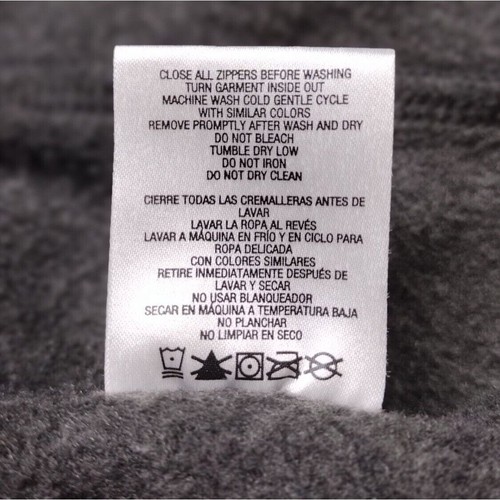 CLOSE ALL ZIPPERS BEFORE WASHING
TURN GARMENT INSIDE OUT
MACHINE WASH COLD GENTLE CYCLE
WITH SIMILAR COLORS
REMOVE PROMPTLY AFTER WASH AND DRY
DO NOT BLEACH
TUMBLE DRY LOW
DO NOT IRON
DO NOT DRY CLEAN
CIERRE TODAS LAS CREMALLERAS ANTES DE
LAVAR
LAVAR LA ROPA AL REVÉS
LAVAR A MÁQUINA EN FRÍO Y EN CICLO PARA
ROPA DELICADA
CON COLORES SIMILARES
RETIRE INMEDIATAMENTE DESPUÉS DE
LAVAR Y SECAR
NO USAR BLANQUEADOR
SECAR EN MÁQUINA A TEMPERATURA BAJA
NO PLANCHAR
NO LIMPIAR EN SECO